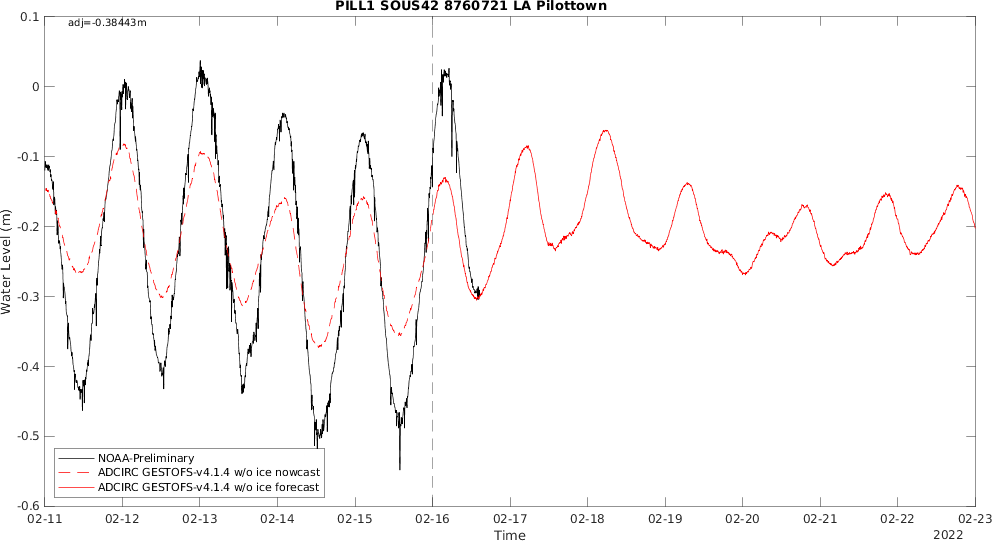 PILL1 SOUS42 8760721 LA Pilottown
adj=-0.38443m
0.1
0
-0.1
-0.2
-0.3
-0.4
-0.5
-0.6
Water Level (m)
NOAA-Preliminary
ADCIRC GESTOFS-v4.1.4 w/o ice nowcast
ADCIRC GESTOFS-v4.1.4 w/o ice forecast
02-11 02-12 02-13 02-14 02-15 02-16 02-17 02-18 02-19 02-20 02-21 02-22 02-23
Time
2022